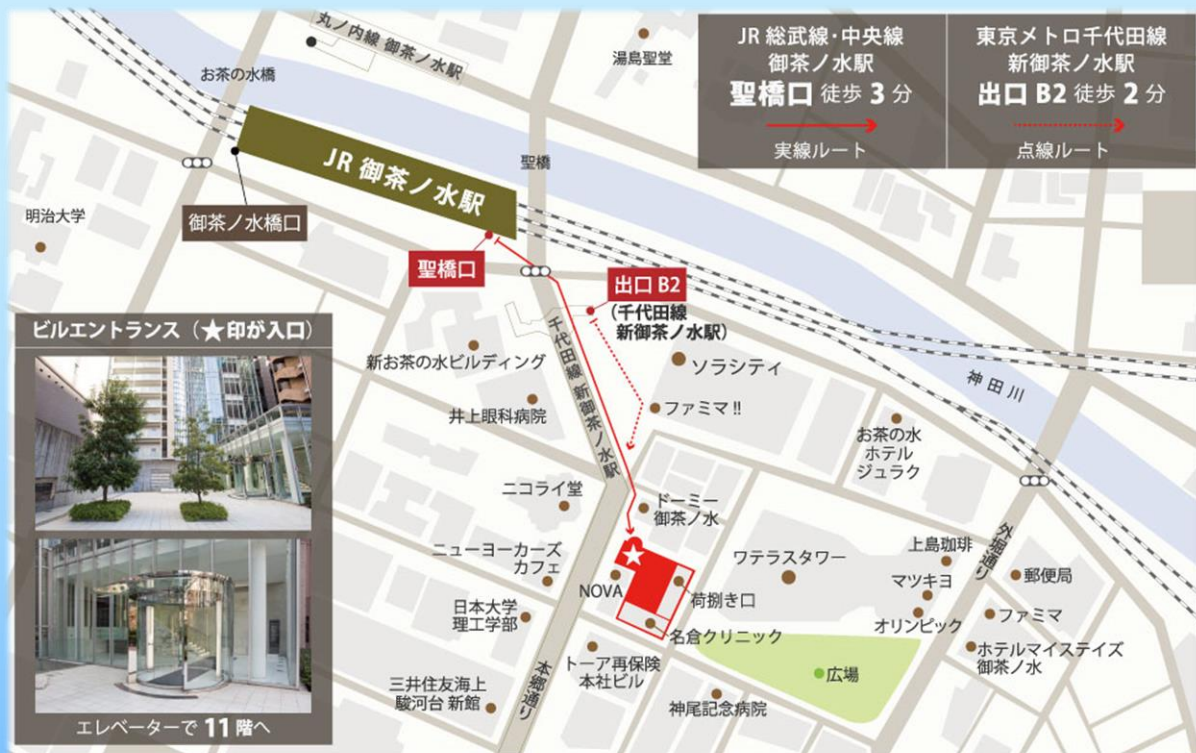 丸ノ内線 御茶ノ水駅
お茶の水橋
湯島聖堂
JR 総武線･中央線
御茶ノ水駅
聖橋口 徒歩 3 分
実線ルート
東京メトロ千代田線
新御茶ノ水駅
出口 B2 徒歩 2 分
点線ルート
JR 御茶ノ水駅
聖橋
明治大学
御茶ノ水橋口
聖橋口
出口 B2
(千代田線
新御茶ノ水駅)
千代田線 新御茶ノ水駅
神田川
ビルエントランス (★印が入口)
エレベーターで 11 階へ
新お茶の水ビルディング
ソラシティ
井上眼科病院
ファミマ !!
お茶の水
ホテル
ジュラク
ニコライ堂
ドーミー
御茶ノ水
ニューヨーカーズ
カフェ
ワテラスタワー
上島珈琲
外堀通り
マツキヨ
郵便局
NOVA
荷捌き口
日本大学
理工学部
オリンピック
ファミマ
名倉クリニック
ホテルマイステイズ
御茶ノ水
トーア再保険
本社ビル
本郷通り
広場
三井住友海上
駿河台 新館
神尾記念病院